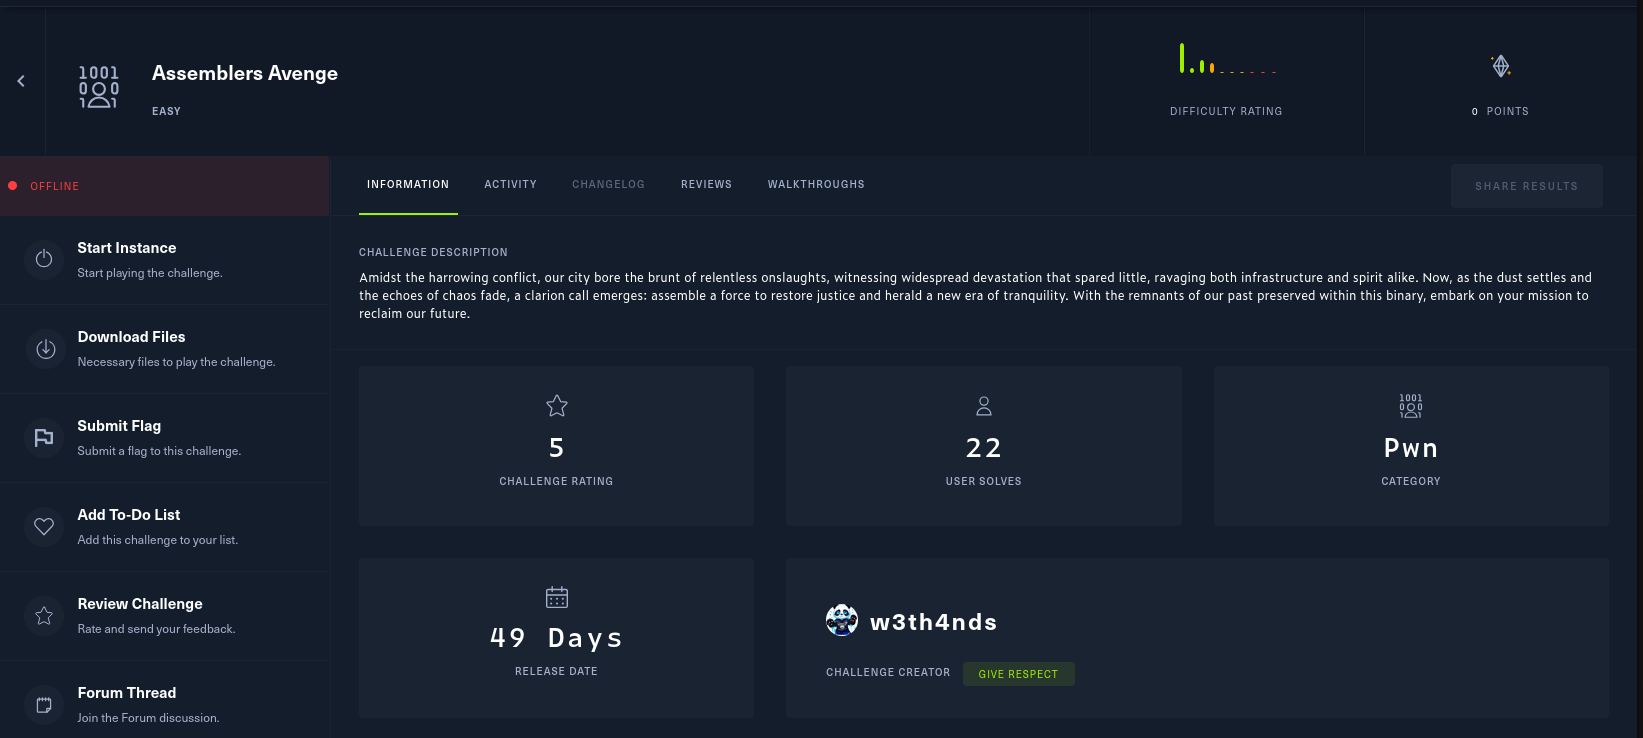 Assemblers Avenge
EASY
DIFFICULTY RATING
0 POINTS
OFFLINE
INFORMATION ACTIVITY CHANGELOG REVIEWS WALKTHROUGHS
SHARE RESULTS
Start Instance
Start playing the challenge.
Download Files
Necessary files to play the challenge.
Submit Flag
Submit a flag to this challenge.
Add To-Do List
Add this challenge to your list.
Review Challenge
Rate and send your feedback.
Forum Thread
Join the Forum discussion.
CHALLENGE DESCRIPTION
Amidst the harrowing conflict, our city bore the brunt of relentless onslaughts, witnessing widespread devastation that spared little, ravaging both infrastructure and spirit alike. Now, as the dust settles and
the echoes of chaos fade, a clarion call emerges: assemble a force to restore justice and herald a new era of tranquility. With the remnants of our past preserved within this binary, embark on your mission to
reclaim our future.
5
CHALLENGE RATING
22
USER SOLVES
Pwn
CATEGORY
49 Days
RELEASE DATE
w3th4nds
CHALLENGE CREATOR
GIVE RESPECT